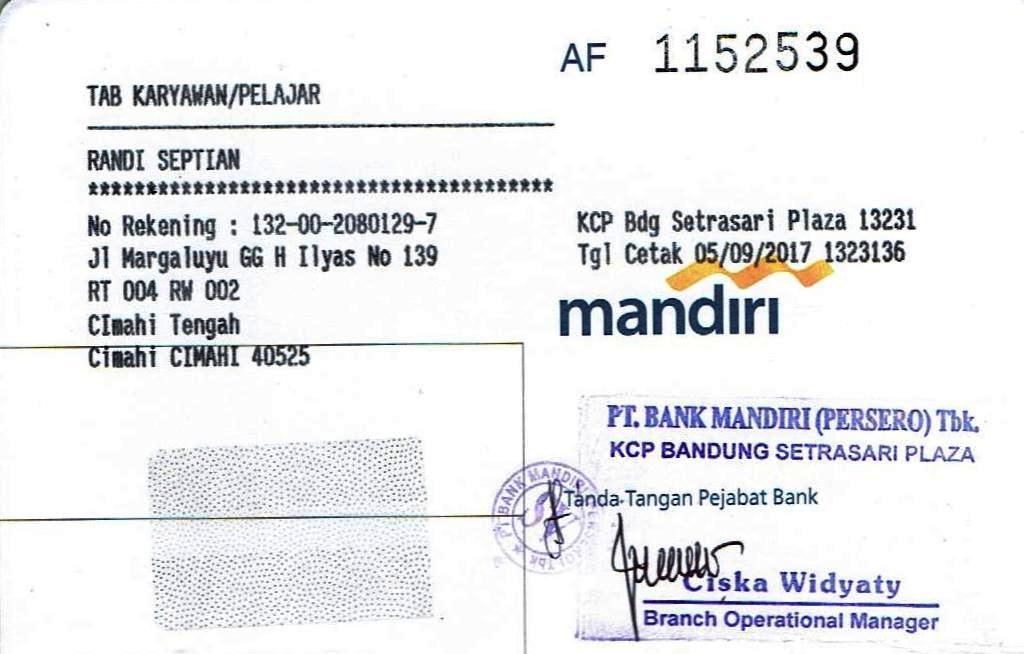 AF 1152539
TAB KARYAWAN/PELAJAR
RANDI SEPTIAN
****************************************
No Rekening : 132-00-2080129-7
Jl Margaluyu GG H Ilyas No 139
RT 004 RW 002
CImahi Tengah
Cimahi CIMAHI 40525
KCP Bdg Setrasari Plaza 13231
Tgl Cetak 05/09/2017 1323136
mandiri
PT. BANK MANDIRI (PERSERO) Tbk.
KCP BANDUNG SETRASARI PLAZA
PT BANK MANDIRI
Tanda Tangan Pejabat Bank
Ciska Widyaty
Branch Operational Manager